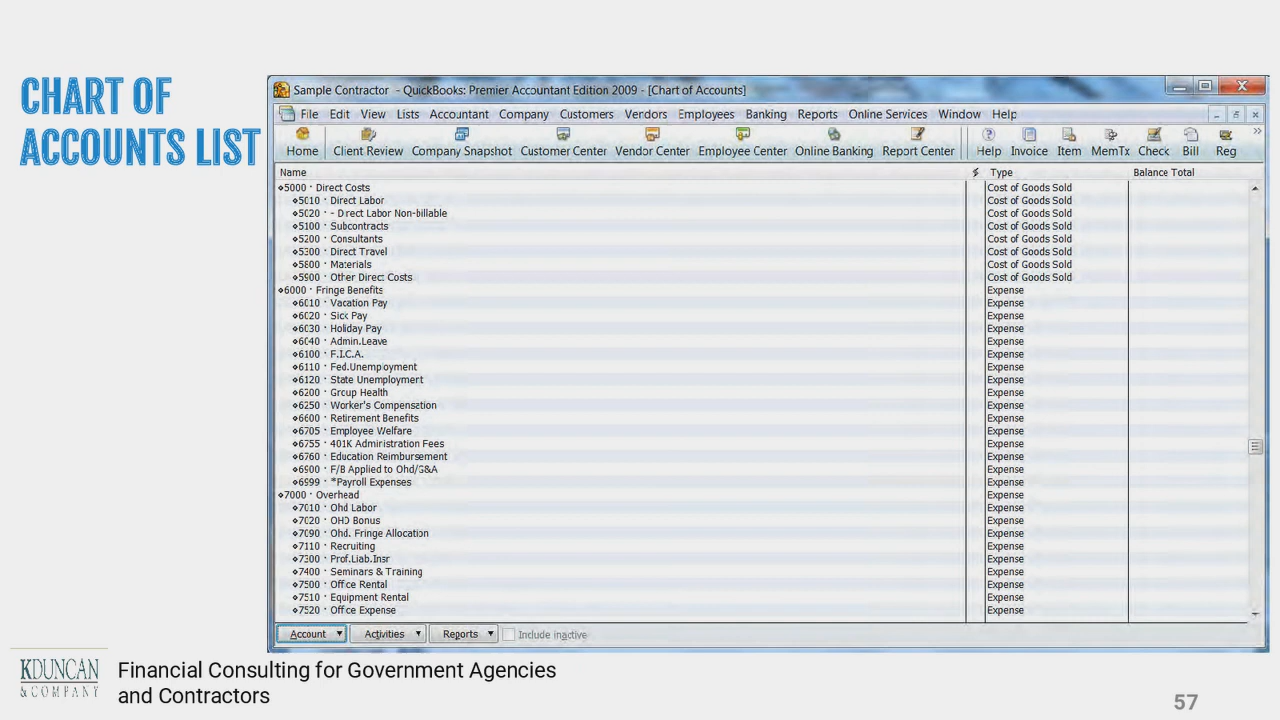 CHART OF
ACCOUNTS LIST
Sample Contractor - QuickBooks: Premier Accountant Edition 2009 - [Chart of Accounts]
File Edit View Lists Accountant Company Customers Vendors Employees Banking Reports Online Services Window Help
Home Client Review Company Snapshot Customer Center Vendor Center Employee Center Online Banking Report Center Help Invoice Item MemTx Check Bill Reg
Name Type Balance Total
5000 · Direct Costs Cost of Goods Sold
5010 · Direct Labor Cost of Goods Sold
5020 · - Direct Labor Non-billable Cost of Goods Sold
5100 · Subcontracts Cost of Goods Sold
5200 · Consultants Cost of Goods Sold
5300 · Direct Travel Cost of Goods Sold
5800 · Materials Cost of Goods Sold
5900 · Other Direct Costs Cost of Goods Sold
6000 · Fringe Benefits Expense
6010 · Vacation Pay Expense
6020 · Sick Pay Expense
6030 · Holiday Pay Expense
6040 · Admin.Leave Expense
6100 · F.I.C.A. Expense
6110 · Fed.Unemployment Expense
6120 · State Unemployment Expense
6200 · Group Health Expense
6250 · Worker's Compensation Expense
6600 · Retirement Benefits Expense
6705 · Employee Welfare Expense
6755 · 401K Administration Fees Expense
6760 · Education Reimbursement Expense
6900 · F/B Applied to Ohd/G&A Expense
6999 · *Payroll Expenses Expense
7000 · Overhead Expense
7010 · Ohd Labor Expense
7020 · OHD Bonus Expense
7090 · Ohd. Fringe Allocation Expense
7110 · Recruiting Expense
7300 · Prof.Liab.Insr Expense
7400 · Seminars & Training Expense
7500 · Office Rental Expense
7510 · Equipment Rental Expense
7520 · Office Expense Expense
Account Activities Reports Include inactive
KDUNCAN
& COMPANY
Financial Consulting for Government Agencies
and Contractors
57